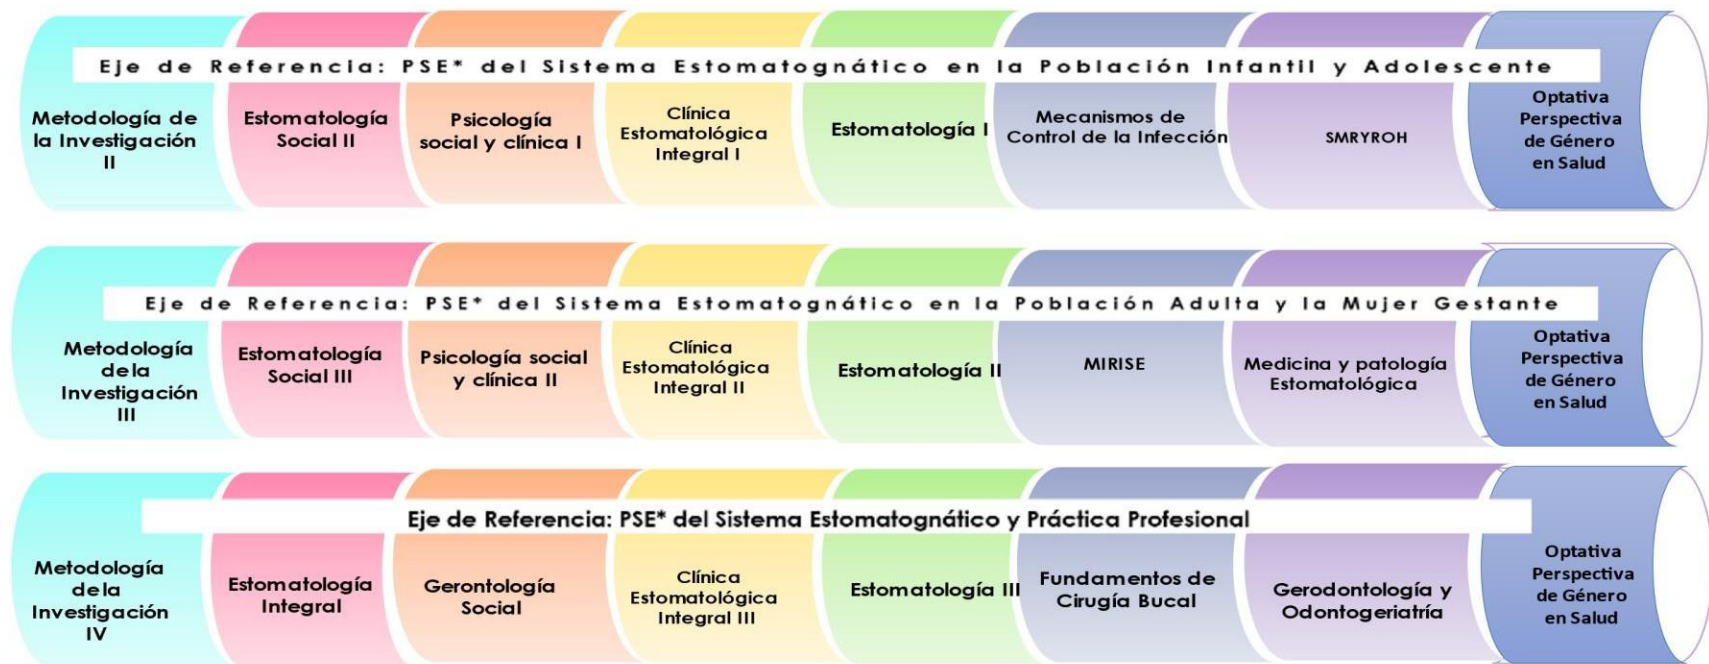 Eje de Referencia: PSE* del Sistema Estomatognático en la Población Infantil y Adolescente
Metodología de
la Investigación
II
Estomatología
Social II
Psicología
social y clínica I
Clínica
Estomatológica
Integral I
Estomatología I
Mecanismos de
Control de la Infección
SMRYROH
Optativa
Perspectiva
de Género
en Salud
Eje de Referencia: PSE* del Sistema Estomatognático en la Población Adulta y la Mujer Gestante
Metodología
dela
Investigación
III
Estomatología
Social III
Psicología social
y clínica II
Clínica
Estomatológica
Integral II
Estomatología II
MIRISE
Medicina y patología
Estomatológica
Optativa
Perspectiva
de Género
en Salud
Eje de Referencia: PSE* del Sistema Estomatognático y Práctica Profesional
Metodología
dela
Investigación
IV
Estomatología
Integral
Gerontología
Social
Clínica
Estomatológica
Integral III
Estomatología III
Fundamentos de
Cirugía Bucal
Gerodontología y
Odontogeriatría
Optativa
Perspectiva
de Género
en Salud